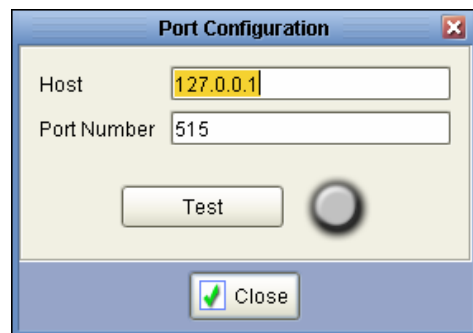 Port Configuration
Host 127.0.0.1
Port Number 515
Test
Close